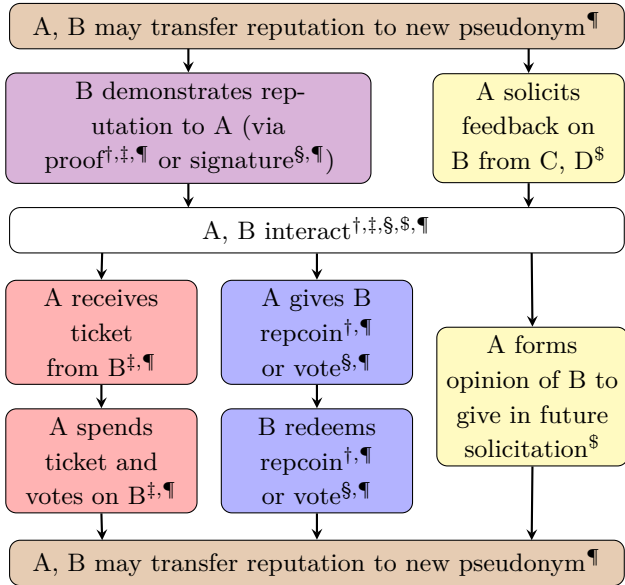 A, B may transfer reputation to new pseudonym¶
B demonstrates rep-
utation to A (via
proof†,‡,¶ or signature§,¶)
A solicits
feedback on
B from C, D$
A, B interact†,‡,§,$,¶
A receives
ticket
from B‡,¶
A gives B
repcoin†,¶
or vote§,¶
A forms
opinion of B to
give in future
solicitation$
A spends
ticket and
votes on B‡,¶
B redeems
repcoin†,¶
or vote§,¶
A, B may transfer reputation to new pseudonym¶